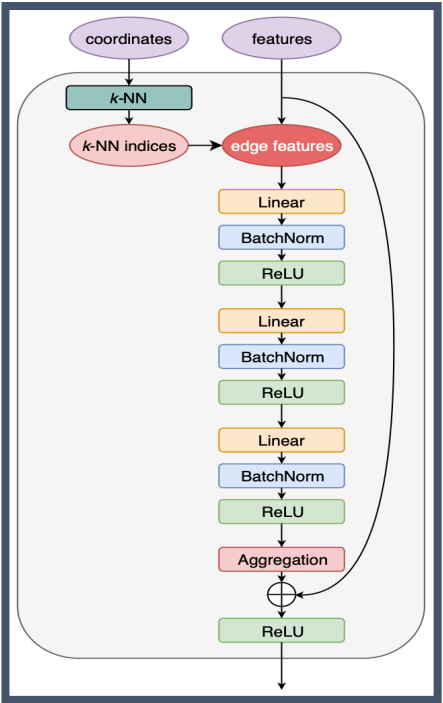 coordinates
features
k-NN
k-NN indices
edge features
Linear
BatchNorm
ReLU
Linear
BatchNorm
ReLU
Linear
BatchNorm
ReLU
Aggregation
ReLU